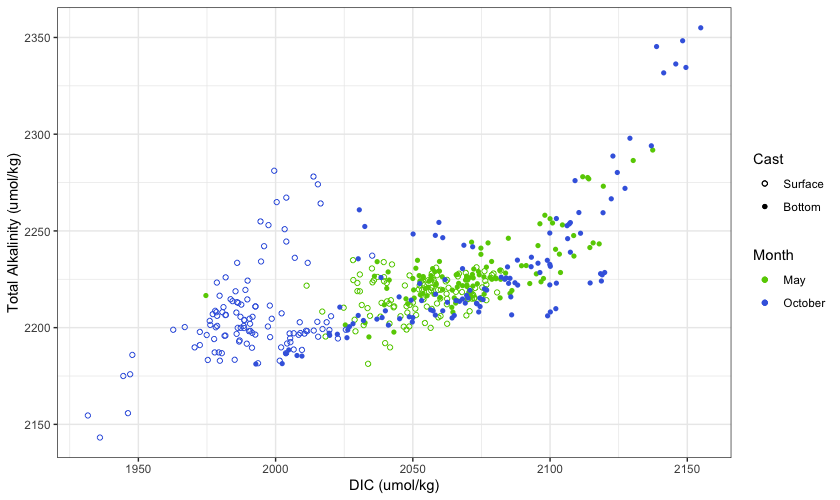 2350
2300
2250
2200
2150
Total Alkalinity (umol/kg)
1950
2000
2050
2100
2150
DIC (umol/kg)
Cast
Surface
Bottom
Month
May
October